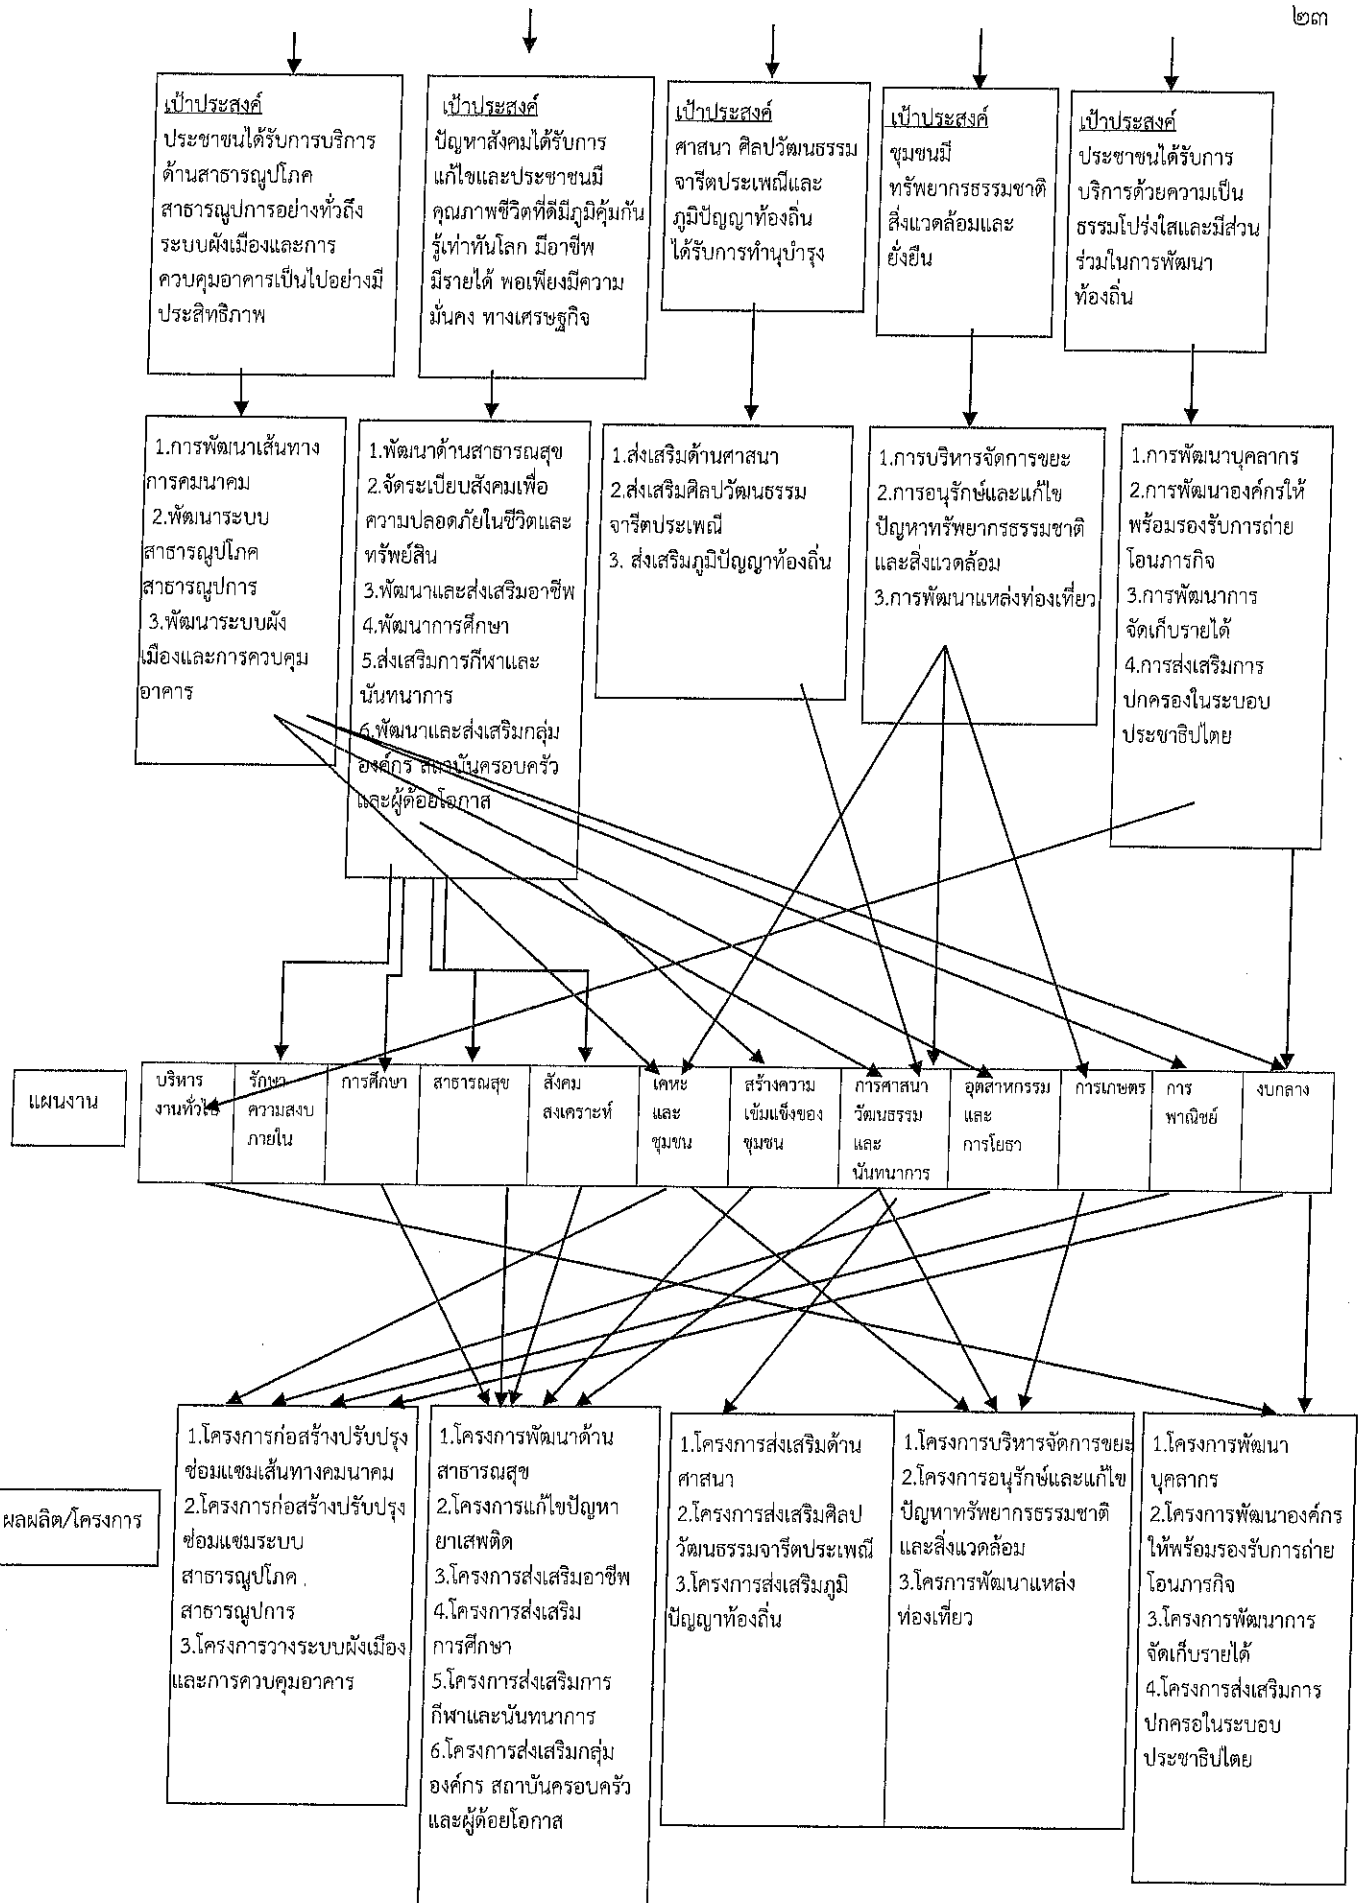 ๒๓
เป้าประสงค์
ประชาชนได้รับการบริการ
ด้านสาธารณูปโภค
สาธารณูปการอย่างทั่วถึง
ระบบผังเมืองและการ
ควบคุมอาคารเป็นไปอย่างมี
ประสิทธิภาพ
เป้าประสงค์
ปัญหาสังคมได้รับการ
แก้ไขและประชาชนมี
คุณภาพชีวิตที่ดีมีภูมิคุ้มกัน
รู้เท่าทันโลก มีอาชีพ
มีรายได้ พอเพียงมีความ
มั่นคง ทางเศรษฐกิจ
เป้าประสงค์
ศาสนา ศิลปวัฒนธรรม
จารีตประเพณีและ
ภูมิปัญญาท้องถิ่น
ได้รับการทำนุบำรุง
เป้าประสงค์
ชุมชนมี
ทรัพยากรธรรมชาติ
สิ่งแวดล้อมและ
ยั่งยืน
เป้าประสงค์
ประชาชนได้รับการ
บริการด้วยความเป็น
ธรรมโปร่งใสและมีส่วน
ร่วมในการพัฒนา
ท้องถิ่น
1.การพัฒนาเส้นทาง
การคมนาคม
2.พัฒนาระบบ
สาธารณูปโภค
สาธารณูปการ
3.พัฒนาระบบผัง
เมืองและการควบคุม
อาคาร
1.พัฒนาด้านสาธารณสุข
2.จัดระเบียบสังคมเพื่อ
ความปลอดภัยในชีวิตและ
ทรัพย์สิน
3.พัฒนาและส่งเสริมอาชีพ
4.พัฒนาการศึกษา
5.ส่งเสริมการกีฬาและ
นันทนาการ
6.พัฒนาและส่งเสริมกลุ่ม
องค์กร สถาบันครอบครัว
และผู้ด้อยโอกาส
1.ส่งเสริมด้านศาสนา
2.ส่งเสริมศิลปวัฒนธรรม
จารีตประเพณี
3. ส่งเสริมภูมิปัญญาท้องถิ่น
1.การบริหารจัดการขยะ
2.การอนุรักษ์และแก้ไข
ปัญหาทรัพยากรธรรมชาติ
และสิ่งแวดล้อม
3.การพัฒนาแหล่งท่องเที่ยว
1.การพัฒนาบุคลากร
2.การพัฒนาองค์กรให้
พร้อมรองรับการถ่าย
โอนภารกิจ
3.การพัฒนาการ
จัดเก็บรายได้
4.การส่งเสริมการ
ปกครองในระบอบ
ประชาธิปไตย
แผนงาน
บริหาร
งานทั่วไป
รักษา
ความสงบ
ภายใน
การศึกษา
สาธารณสุข
สังคม
สงเคราะห์
เคหะ
และ
ชุมชน
สร้างความ
เข้มแข็งของ
ชุมชน
การศาสนา
วัฒนธรรม
และ
นันทนาการ
อุตสาหกรรม
และ
การโยธา
การเกษตร
การ
พาณิชย์
งบกลาง
ผลผลิต/โครงการ
1.โครงการก่อสร้างปรับปรุง
ซ่อมแซมเส้นทางคมนาคม
2.โครงการก่อสร้างปรับปรุง
ซ่อมแซมระบบ
สาธารณูปโภค
สาธารณูปการ
3.โครงการวางระบบผังเมือง
และการควบคุมอาคาร
1.โครงการพัฒนาด้าน
สาธารณสุข
2.โครงการแก้ไขปัญหา
ยาเสพติด
3.โครงการส่งเสริมอาชีพ
4.โครงการส่งเสริม
การศึกษา
5.โครงการส่งเสริมการ
กีฬาและนันทนาการ
6.โครงการส่งเสริมกลุ่ม
องค์กร สถาบันครอบครัว
และผู้ด้อยโอกาส
1.โครงการส่งเสริมด้าน
ศาสนา
2.โครงการส่งเสริมศิลป
วัฒนธรรมจารีตประเพณี
3.โครงการส่งเสริมภูมิ
ปัญญาท้องถิ่น
1.โครงการบริหารจัดการขยะ
2.โครงการอนุรักษ์และแก้ไข
ปัญหาทรัพยากรธรรมชาติ
และสิ่งแวดล้อม
3.โครการพัฒนาแหล่ง
ท่องเที่ยว
1.โครงการพัฒนา
บุคลากร
2.โครงการพัฒนาองค์กร
ให้พร้อมรองรับการถ่าย
โอนภารกิจ
3.โครงการพัฒนาการ
จัดเก็บรายได้
4.โครงการส่งเสริมการ
ปกครอในระบอบ
ประชาธิปไตย